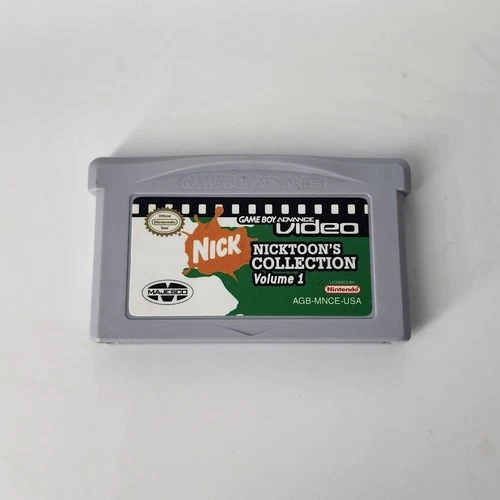 GAME BOY ADVANCE
Official
Nintendo
Seal
GAME BOY ADVANCE
Video
NICK
NICKTOON'S
COLLECTION
Volume 1
MAJESCO
LICENSED BY
Nintendo
AGB-MNCE-USA